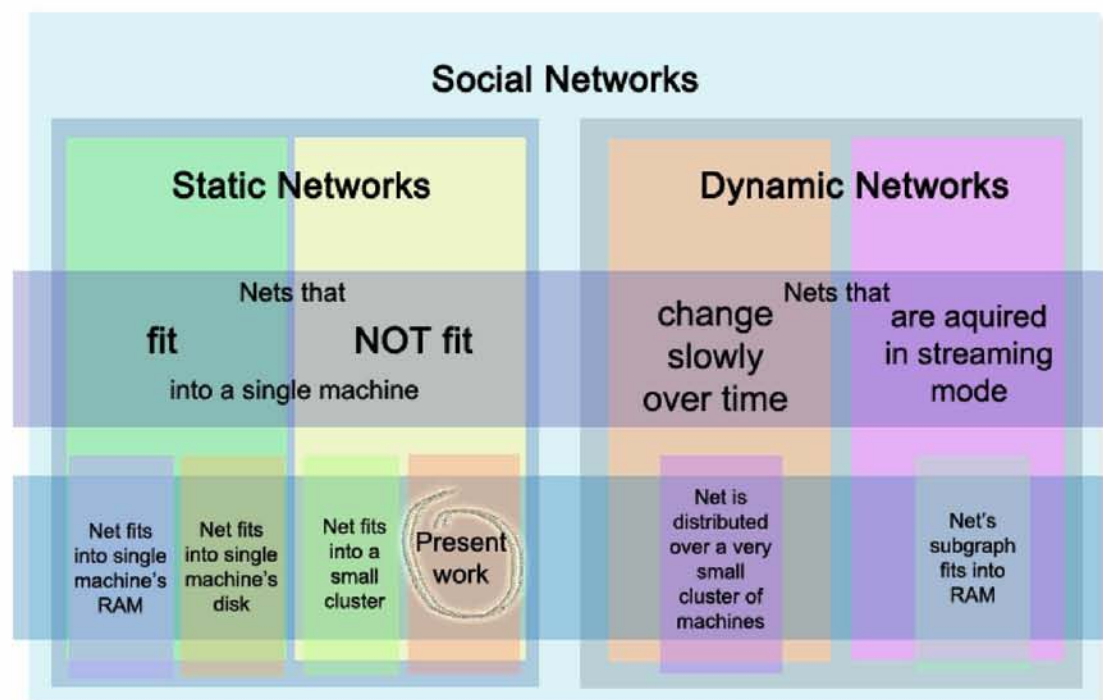 Social Networks
Static Networks
Nets that
fit
NOT fit
into a single machine
Net fits
into single
machine's
RAM
Net fits
into single
machine's
disk
Net fits
into a
small
cluster
Present
work
Dynamic Networks
Nets that
change
slowly
over time
are aquired
in streaming
mode
Net is
distributed
over a very
small
cluster of
machines
Net's
subgraph
fits into
RAM